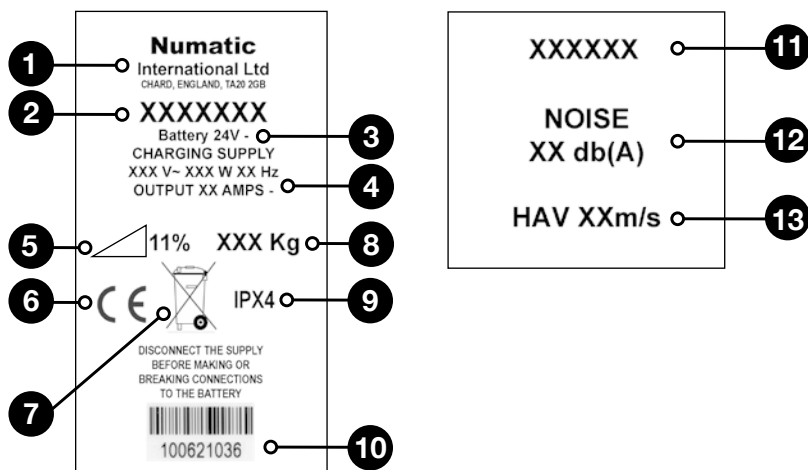 1
Numatic
International Ltd
CHARD, ENGLAND, TA20 2GB
2
XXXXXXX
Battery 24V -
3
CHARGING SUPPLY
XXX V~ XXX W XX Hz
OUTPUT XX AMPS -
4
5
11%
XXX Kg
8
6
CE
IPX4
9
7
DISCONNECT THE SUPPLY
BEFORE MAKING OR
BREAKING CONNECTIONS
TO THE BATTERY
100621036
10
XXXXXX
11
NOISE
XX db(A)
12
HAV XXm/s
13